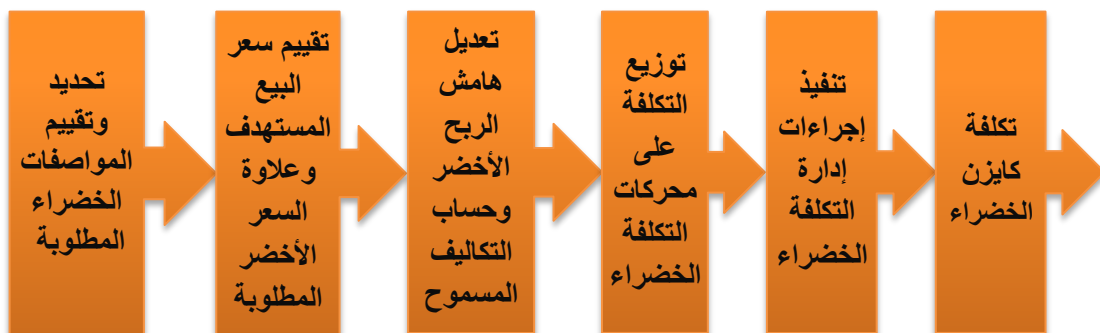 تحديد
وتقييم
المواصفات
الخضراء
المطلوبة
تقييم سعر
البيع
المستهدف
وعلاوة
السعر
الأخضر
المطلوبة
تعديل
هامش
الربح
الأخضر
وحساب
التكاليف
المسموح
توزيع
التكلفة
على
محركات
التكلفة
الخضراء
تنفيذ
إجراءات
إدارة
التكلفة
الخضراء
تكلفة
كايزن
الخضراء